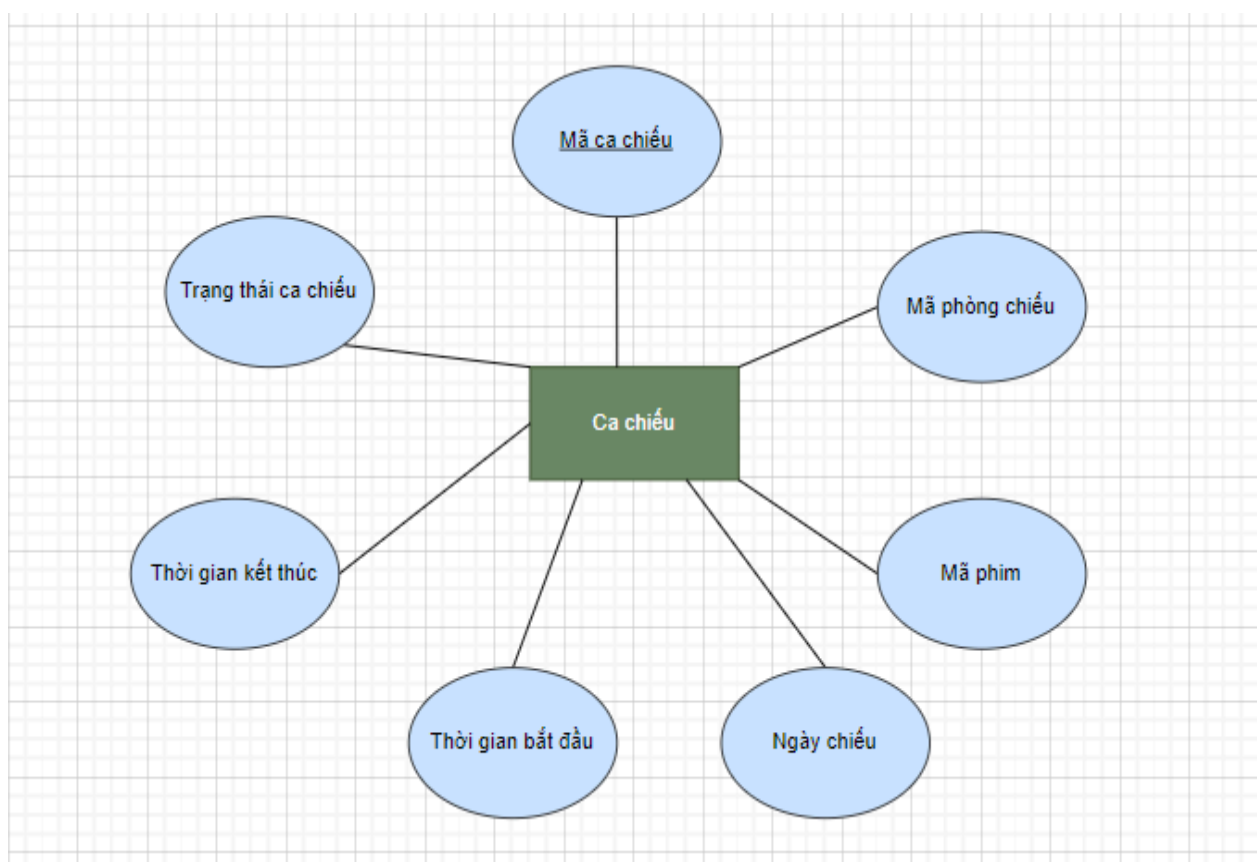 Mã ca chiếu
Trạng thái ca chiếu
Mã phòng chiếu
Ca chiếu
Thời gian kết thúc
Mã phim
Thời gian bắt đầu
Ngày chiếu